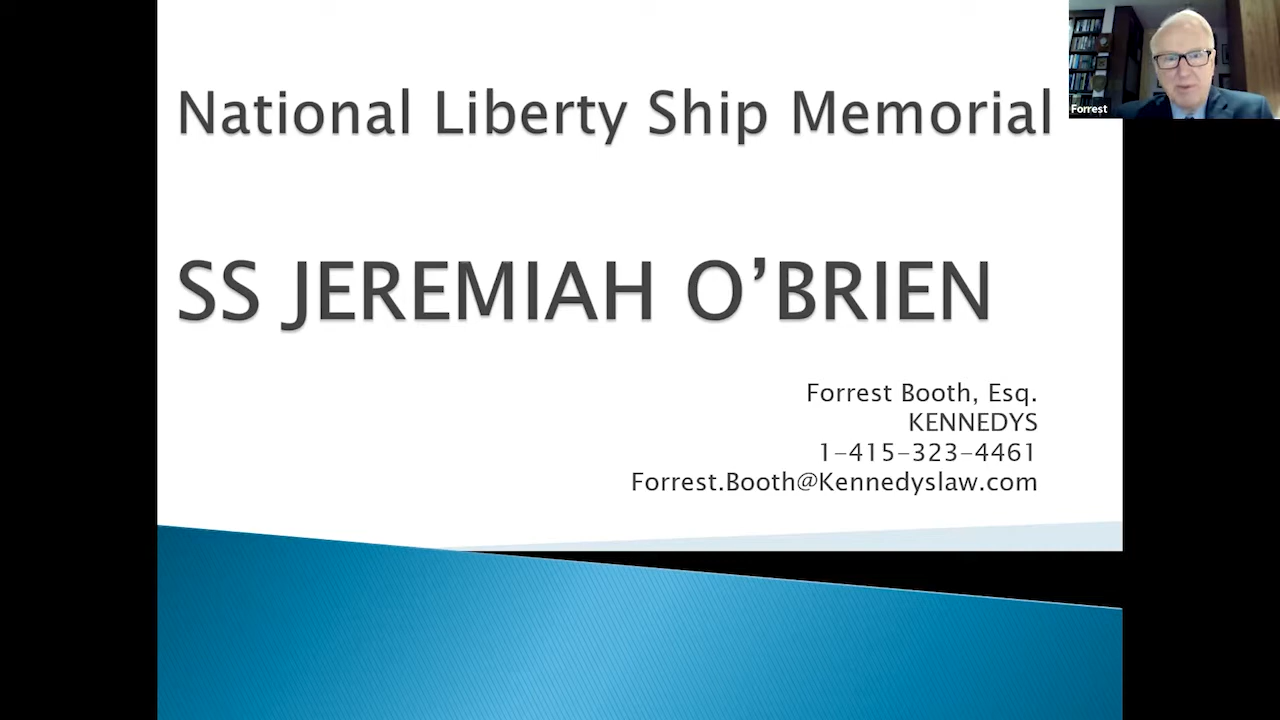 National Liberty Ship Memorial
SS JEREMIAH O’BRIEN
Forrest Booth, Esq.
KENNEDYS
1-415-323-4461
Forrest.Booth@Kennedyslaw.com
Forrest